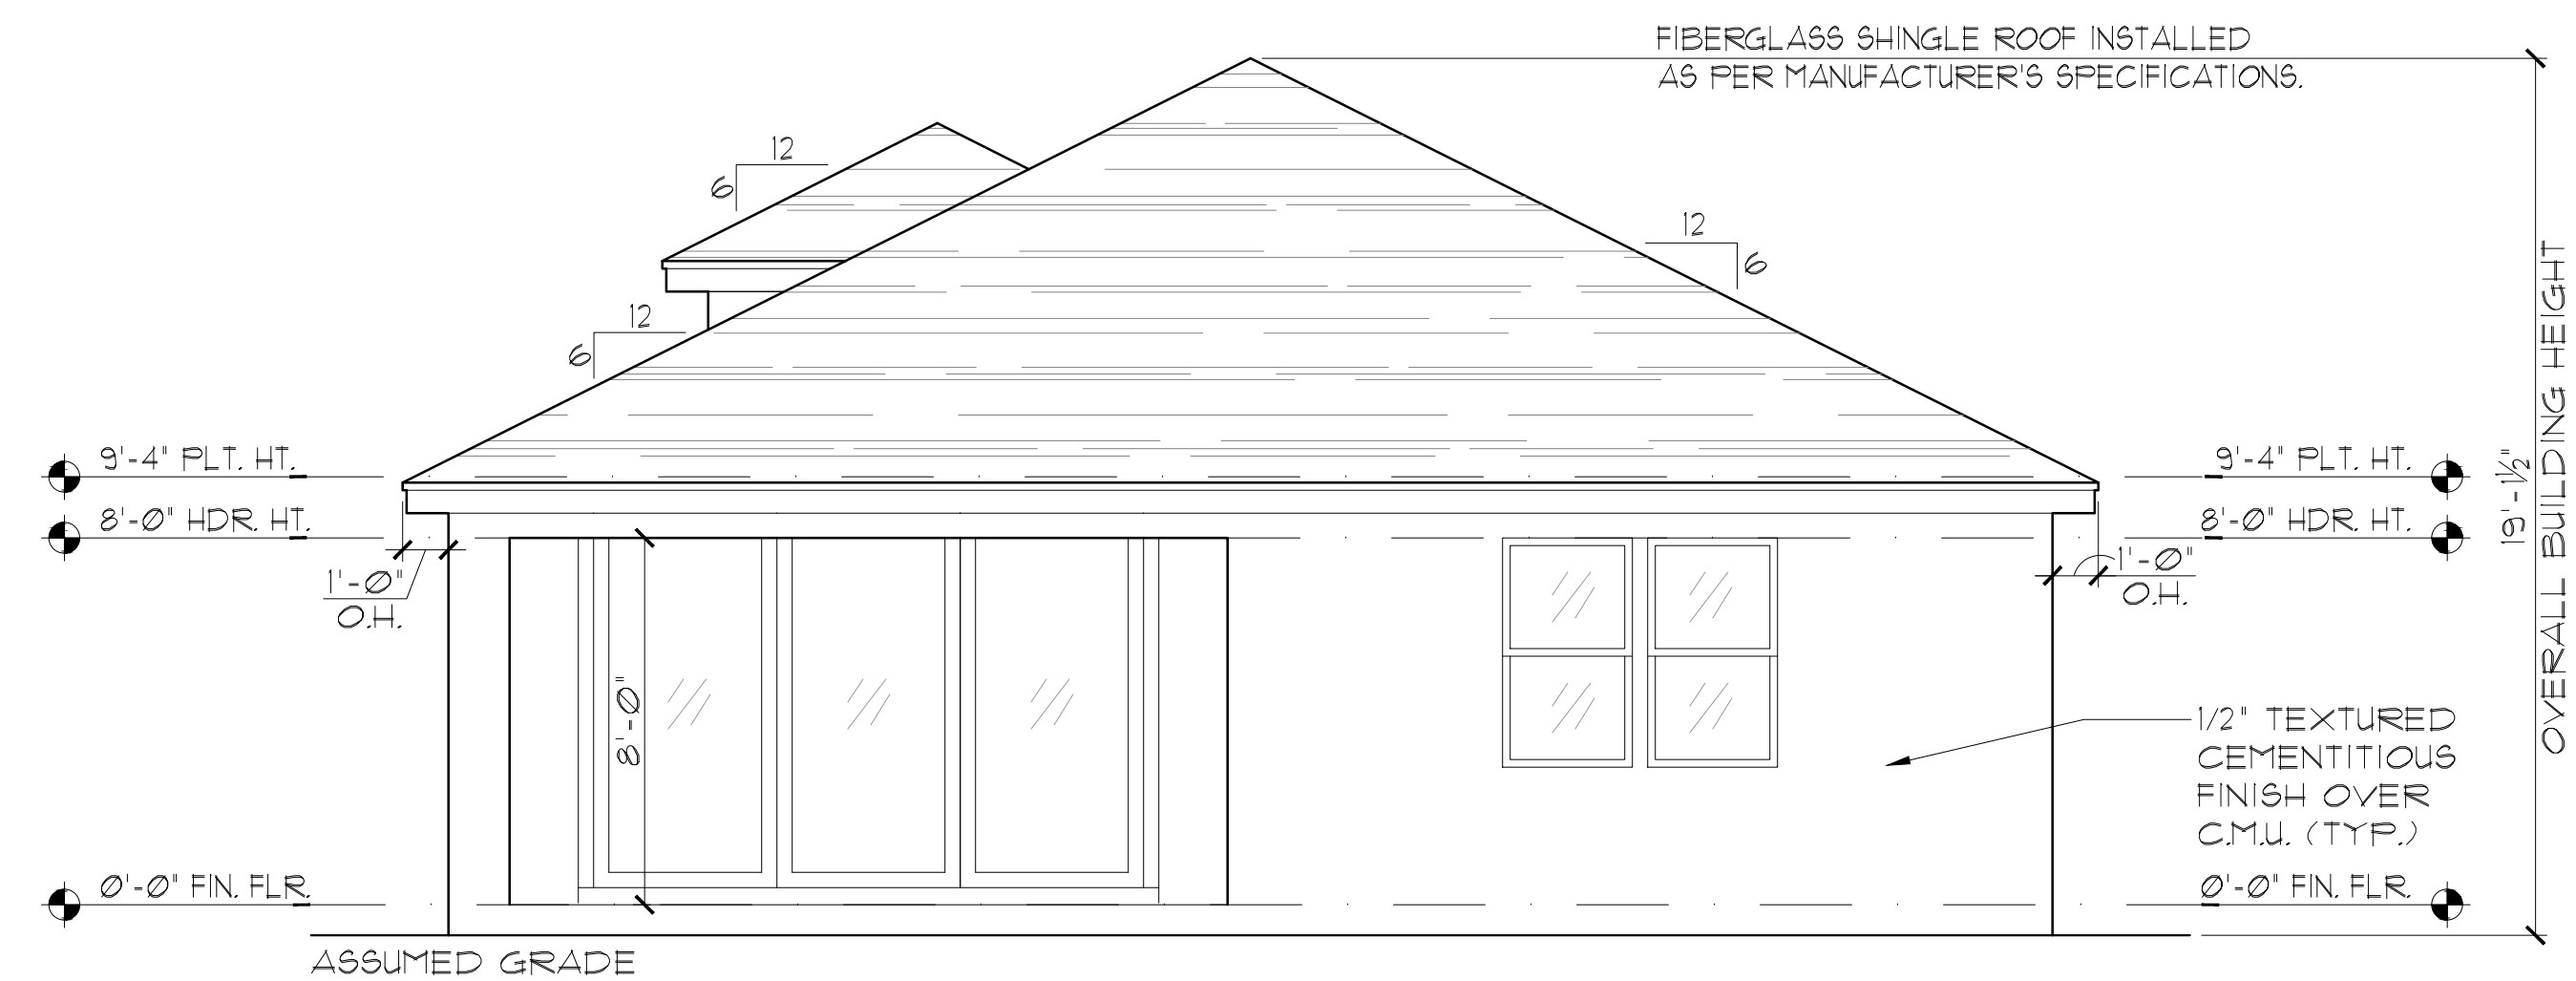 FIBERGLASS SHINGLE ROOF INSTALLED
AS PER MANUFACTURER'S SPECIFICATIONS.
12
6
12
6
12
6
9'-4" PLT. HT.
9'-4" PLT. HT.
8'-0" HDR. HT.
8'-0" HDR. HT.
1'-0"
O.H.
1'-0"
O.H.
19'-1½"
OVERALL BUILDING HEIGHT
8'-0"
1/2" TEXTURED
CEMENTITIOUS
FINISH OVER
C.M.U. (TYP.)
0'-0" FIN. FLR.
0'-0" FIN. FLR.
ASSUMED GRADE